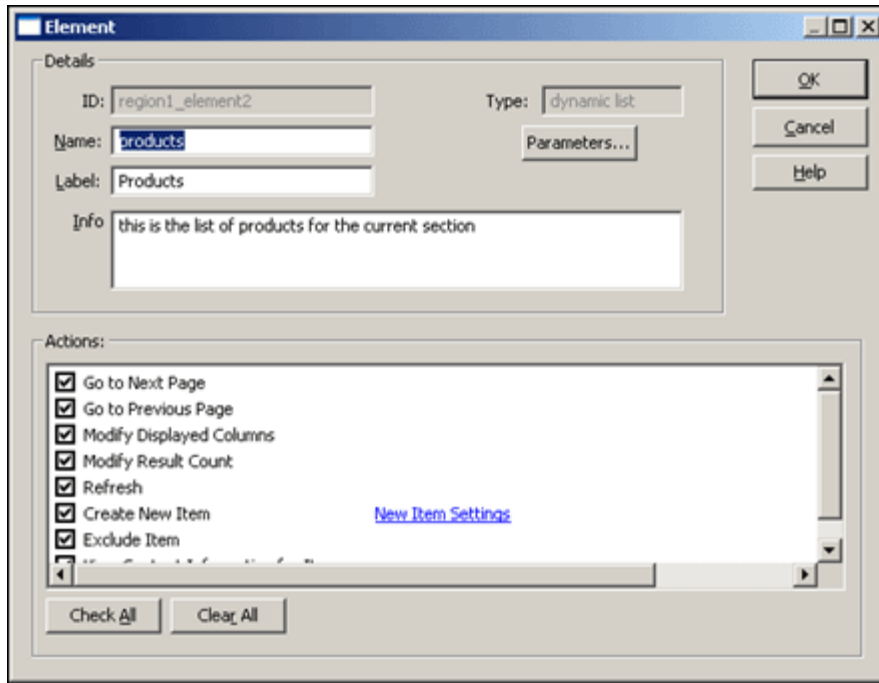 Element
Details
ID: region1_element2
Type: dynamic list
OK
Name: products
Parameters...
Cancel
Label: Products
Help
Info this is the list of products for the current section
Actions:
Go to Next Page
Go to Previous Page
Modify Displayed Columns
Modify Result Count
Refresh
Create New Item New Item Settings
Exclude Item
Check All Clear All